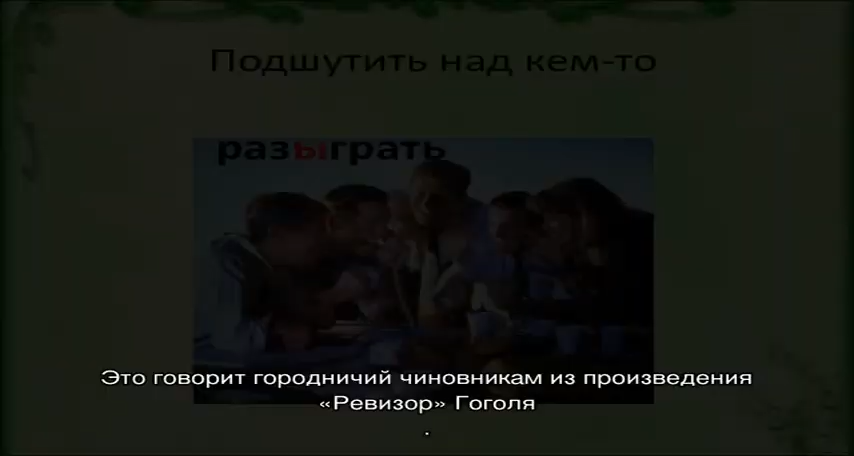 Подшутить над кем-то
разыграть
Это говорит городничий чиновникам из произведения
«Ревизор» Гоголя
.